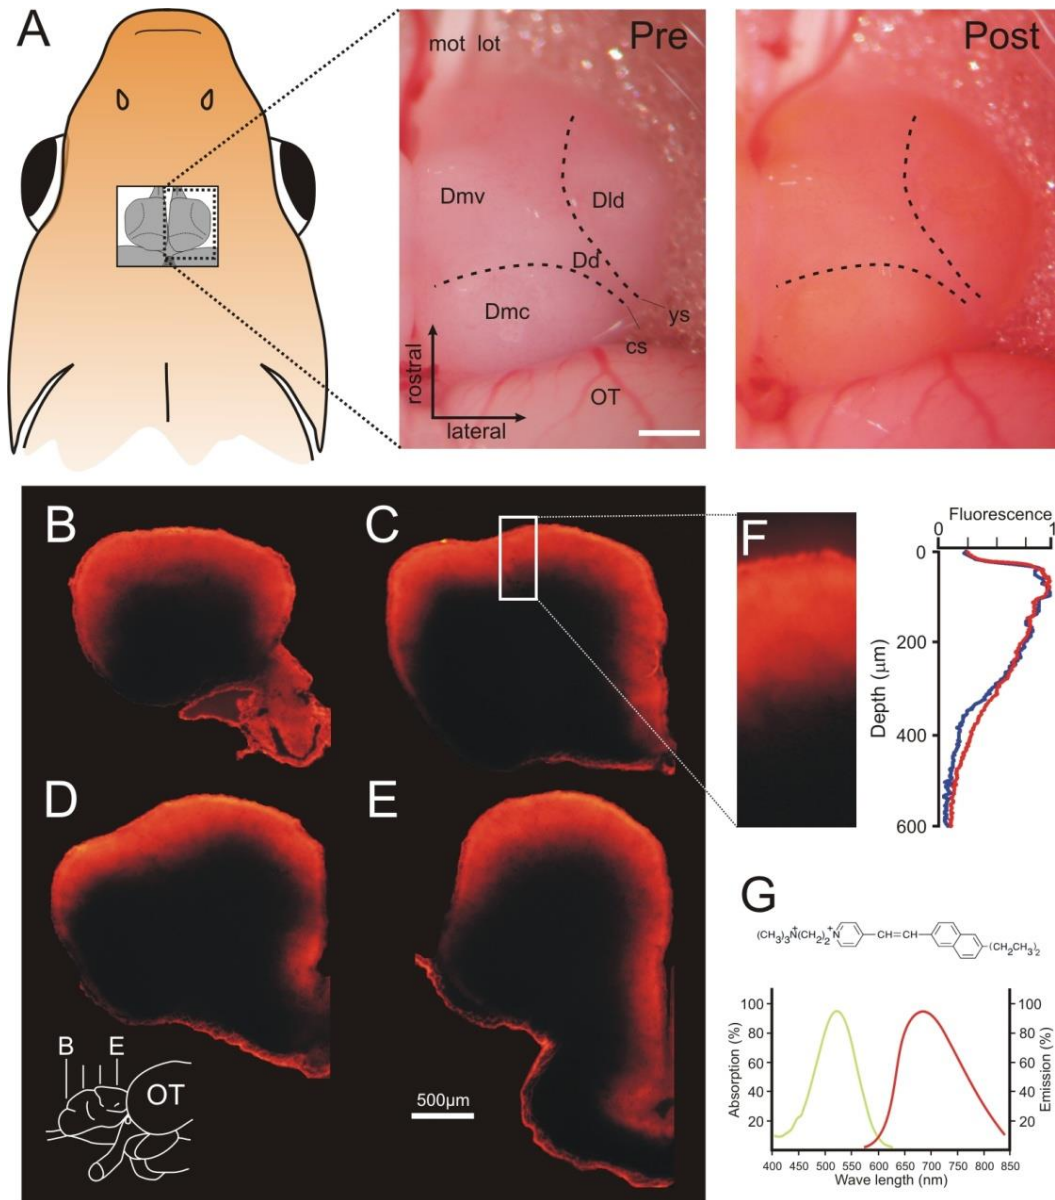 A
mot lot
Pre
Post
Dmv
Dld
Dd
Dmc
ys
cs
OT
rostral
lateral
B
C
F
Fluorescence
0 1
0
200
400
600
Depth (µm)
D
E
B E
OT
500µm
G
(CH₃)₃N⁺(CH₂)₂ N⁺ CH=CH (CH₂CH₃)₂
Absorption (%)
100
80
60
40
20
100
80
60
40
20
Emission (%)
400 500 550 600 650 700 750 800 850
Wave length (nm)